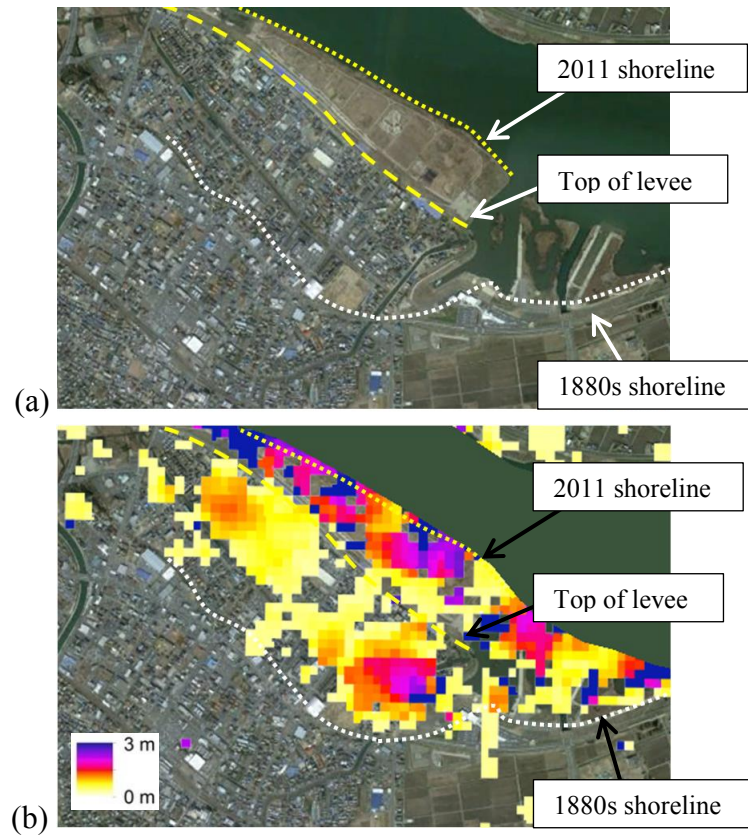 2011 shoreline
Top of levee
1880s shoreline
(a)
2011 shoreline
Top of levee
3 m
0 m
1880s shoreline
(b)